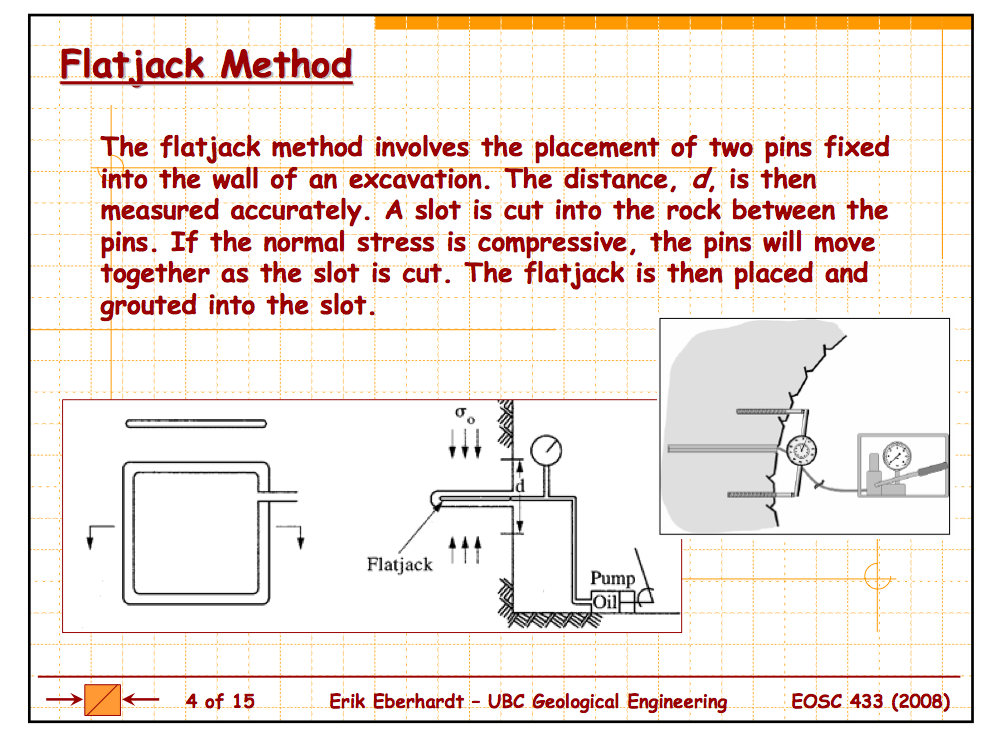 Flatjack Method
The flatjack method involves the placement of two pins fixed
into the wall of an excavation. The distance, d, is then
measured accurately. A slot is cut into the rock between the
pins. If the normal stress is compressive, the pins will move
together as the slot is cut. The flatjack is then placed and
grouted into the slot.
σo
d
Flatjack
Pump
Oil
4 of 15
Erik Eberhardt – UBC Geological Engineering
EOSC 433 (2008)